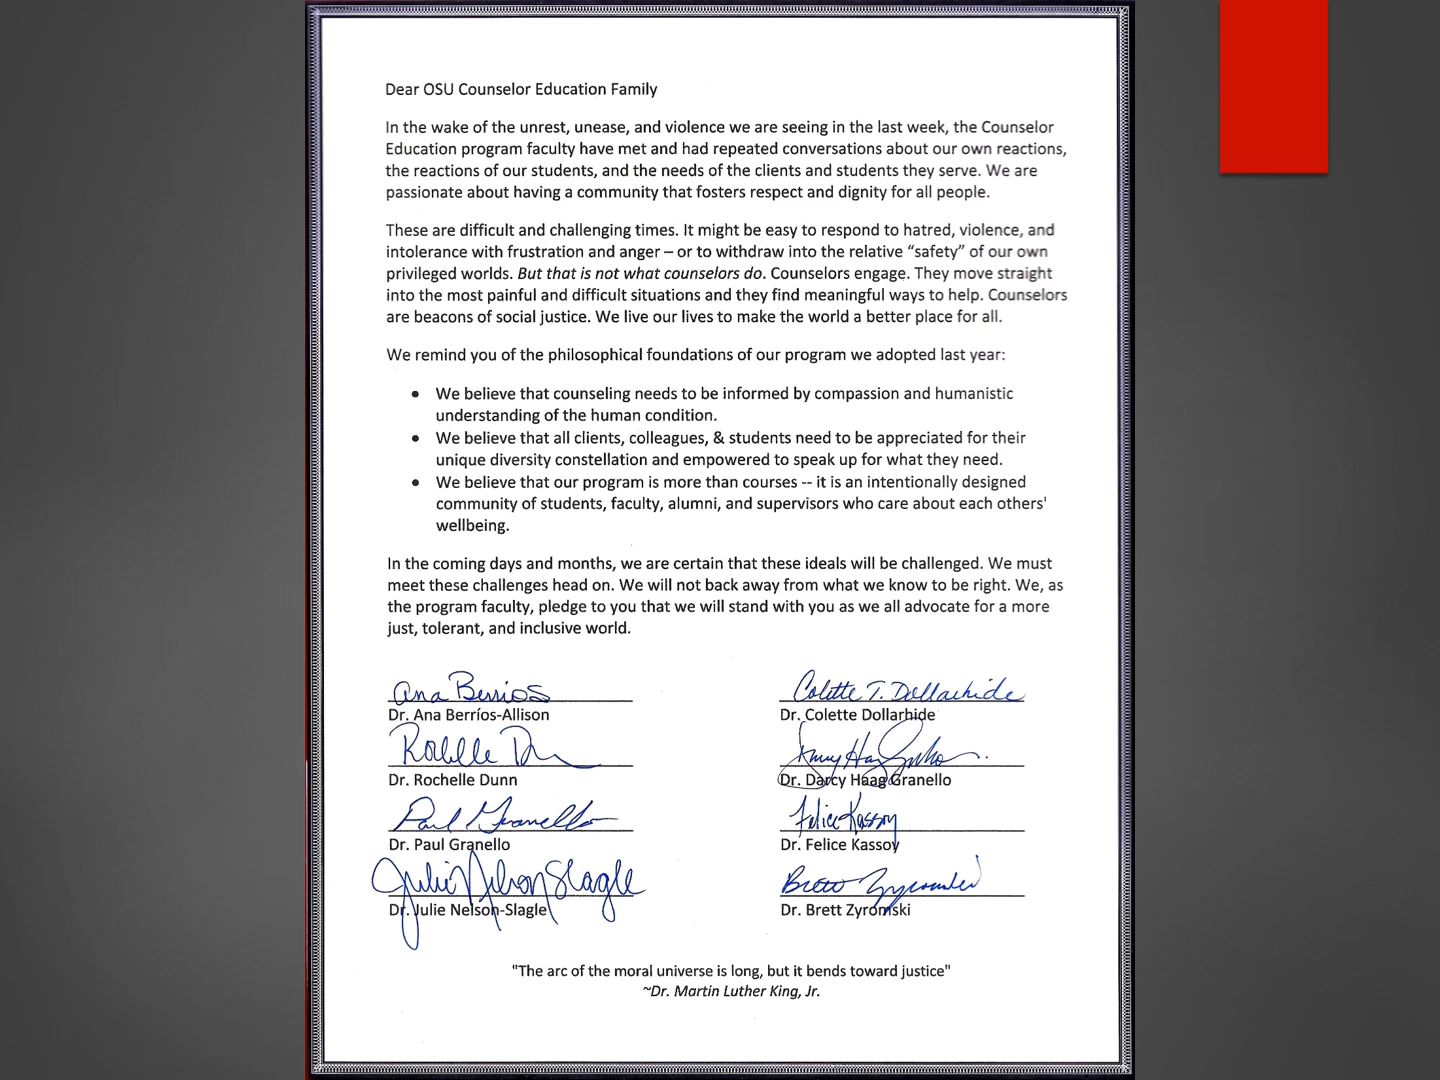 Dear OSU Counselor Education Family
In the wake of the unrest, unease, and violence we are seeing in the last week, the Counselor
Education program faculty have met and had repeated conversations about our own reactions,
the reactions of our students, and the needs of the clients and students they serve. We are
passionate about having a community that fosters respect and dignity for all people.
These are difficult and challenging times. It might be easy to respond to hatred, violence, and
intolerance with frustration and anger – or to withdraw into the relative “safety” of our own
privileged worlds. But that is not what counselors do. Counselors engage. They move straight
into the most painful and difficult situations and they find meaningful ways to help. Counselors
are beacons of social justice. We live our lives to make the world a better place for all.
We remind you of the philosophical foundations of our program we adopted last year:
• We believe that counseling needs to be informed by compassion and humanistic
understanding of the human condition.
• We believe that all clients, colleagues, & students need to be appreciated for their
unique diversity constellation and empowered to speak up for what they need.
• We believe that our program is more than courses -- it is an intentionally designed
community of students, faculty, alumni, and supervisors who care about each others'
wellbeing.
In the coming days and months, we are certain that these ideals will be challenged. We must
meet these challenges head on. We will not back away from what we know to be right. We, as
the program faculty, pledge to you that we will stand with you as we all advocate for a more
just, tolerant, and inclusive world.
Ana Berrios Colette T. Dollarhide
Dr. Ana Berríos-Allison Dr. Colette Dollarhide
Rochelle
Dr. Rochelle Dunn Dr. Darcy Haag Granello
Paul Granello Felice Kassoy
Dr. Paul Granello Dr. Felice Kassoy
Julie Nelson Slagle Brett
Dr. Julie Nelson-Slagle Dr. Brett Zyromski
"The arc of the moral universe is long, but it bends toward justice"
~Dr. Martin Luther King, Jr.